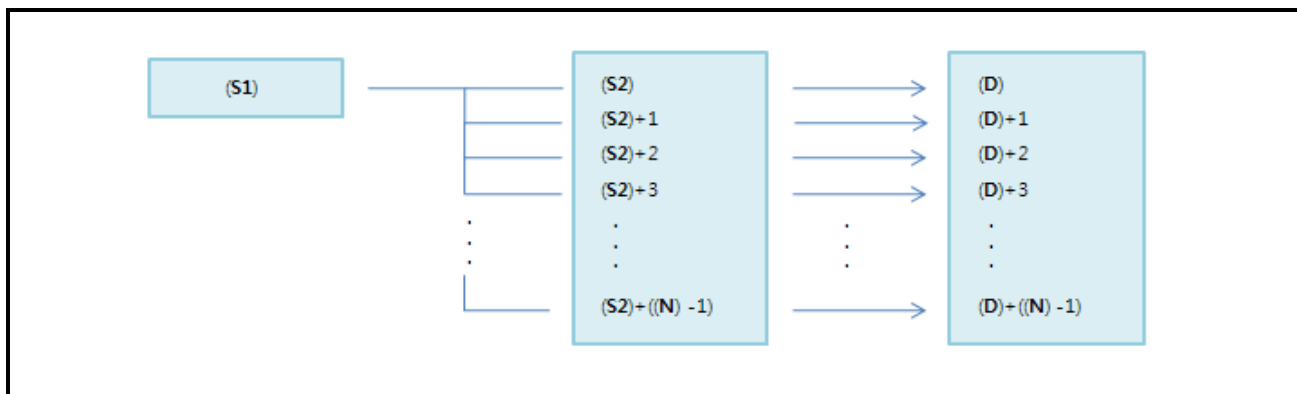 (S1) (S2) (D)
(S2)+1 (D)+1
(S2)+2 (D)+2
(S2)+3 (D)+3
(S2)+((N) -1) (D)+((N) -1)